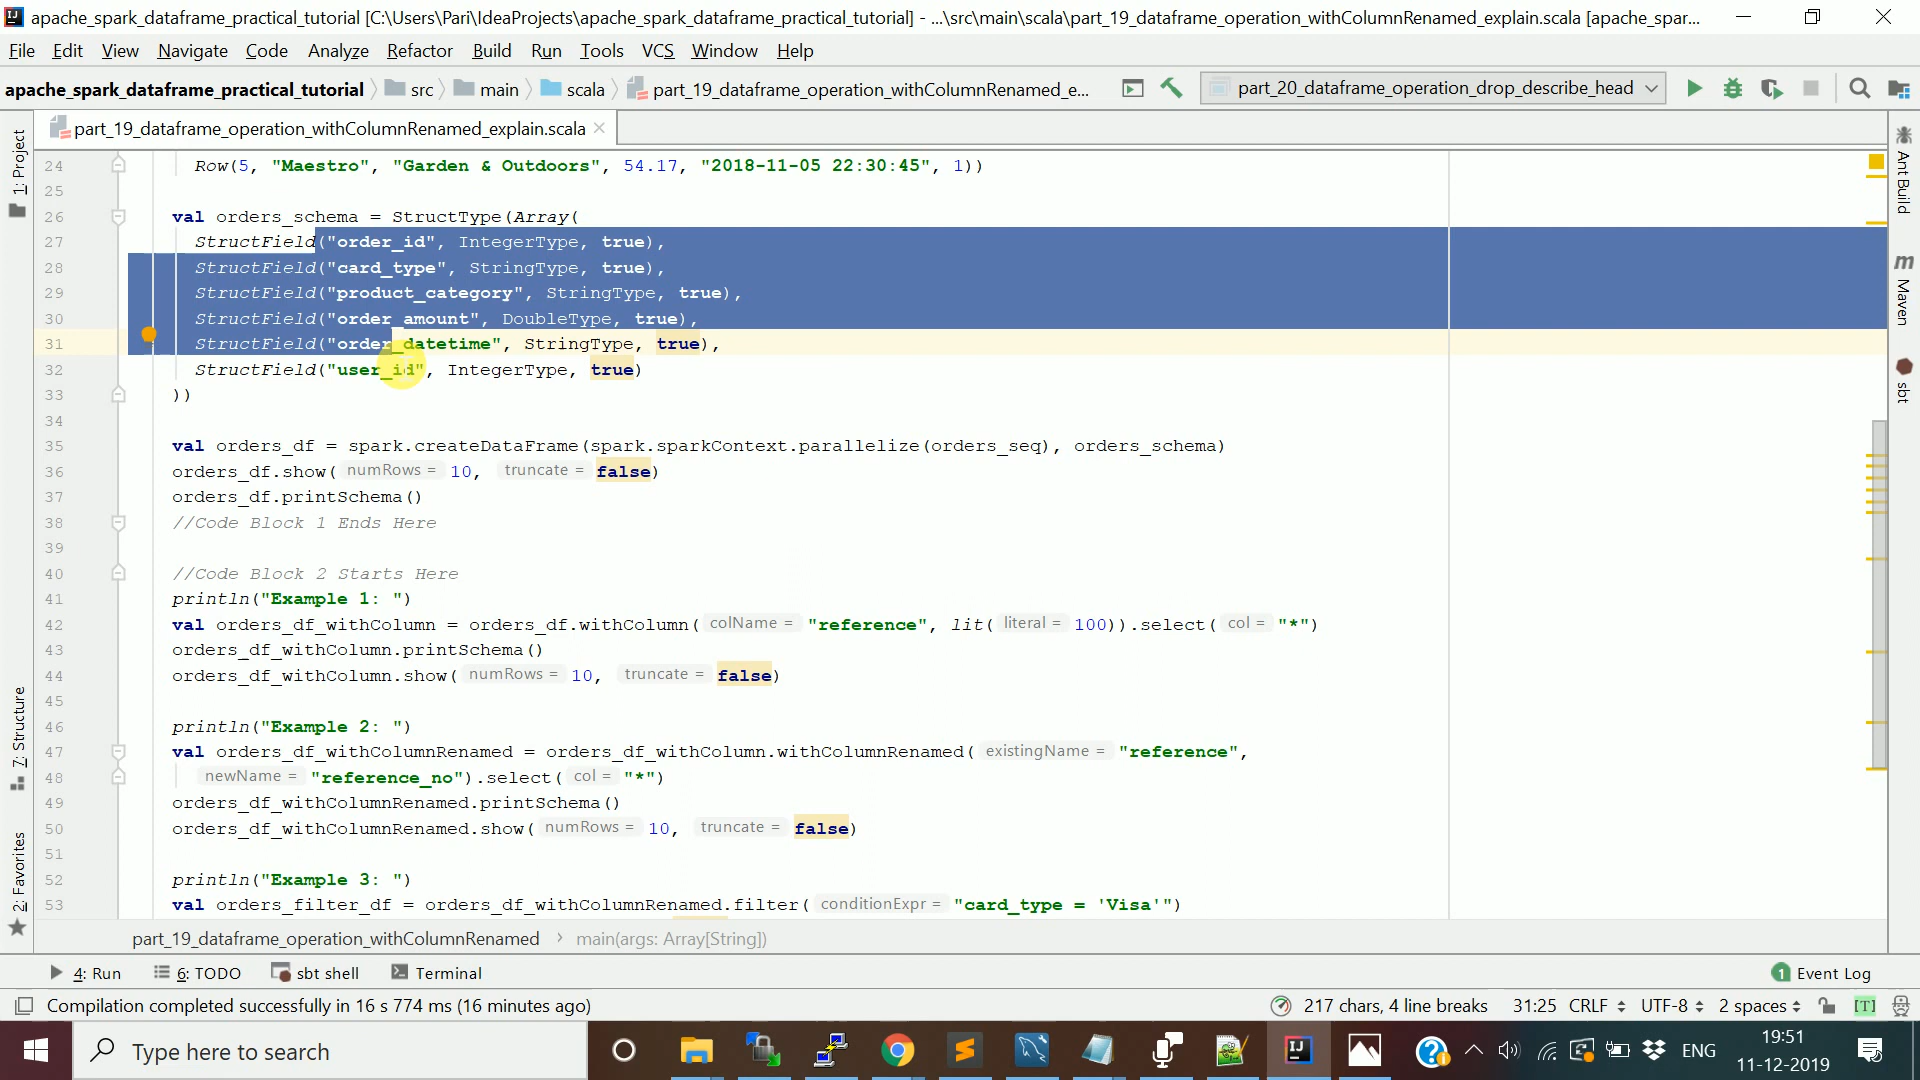 apache_spark_dataframe_practical_tutorial [C:\Users\Pari\IdeaProjects\apache_spark_dataframe_practical_tutorial] - ...\src\main\scala\part_19_dataframe_operation_withColumnRenamed_explain.scala [apache_spar...
File Edit View Navigate Code Analyze Refactor Build Run Tools VCS Window Help
apache_spark_dataframe_practical_tutorial src main scala part_19_dataframe_operation_withColumnRenamed_e... part_20_dataframe_operation_drop_describe_head
part_19_dataframe_operation_withColumnRenamed_explain.scala
1: Project
7: Structure
2: Favorites
Ant Build
Maven
sbt
24 Row(5, "Maestro", "Garden & Outdoors", 54.17, "2018-11-05 22:30:45", 1))
25
26 val orders_schema = StructType(Array(
27 StructField("order_id", IntegerType, true),
28 StructField("card_type", StringType, true),
29 StructField("product_category", StringType, true),
30 StructField("order_amount", DoubleType, true),
31 StructField("order_datetime", StringType, true),
32 StructField("user_id", IntegerType, true)
33 ))
34
35 val orders_df = spark.createDataFrame(spark.sparkContext.parallelize(orders_seq), orders_schema)
36 orders_df.show( numRows = 10, truncate = false)
37 orders_df.printSchema()
38 //Code Block 1 Ends Here
39
40 //Code Block 2 Starts Here
41 println("Example 1: ")
42 val orders_df_withColumn = orders_df.withColumn( colName = "reference", lit( literal = 100)).select( col = "*")
43 orders_df_withColumn.printSchema()
44 orders_df_withColumn.show( numRows = 10, truncate = false)
45
46 println("Example 2: ")
47 val orders_df_withColumnRenamed = orders_df_withColumn.withColumnRenamed( existingName = "reference",
48 newName = "reference_no").select( col = "*")
49 orders_df_withColumnRenamed.printSchema()
50 orders_df_withColumnRenamed.show( numRows = 10, truncate = false)
51
52 println("Example 3: ")
53 val orders_filter_df = orders_df_withColumnRenamed.filter( conditionExpr = "card_type = 'Visa'")
part_19_dataframe_operation_withColumnRenamed › main(args: Array[String])
4: Run 6: TODO sbt shell Terminal 1 Event Log
Compilation completed successfully in 16 s 774 ms (16 minutes ago) 217 chars, 4 line breaks 31:25 CRLF UTF-8 2 spaces [T]
Type here to search ENG 19:51
11-12-2019